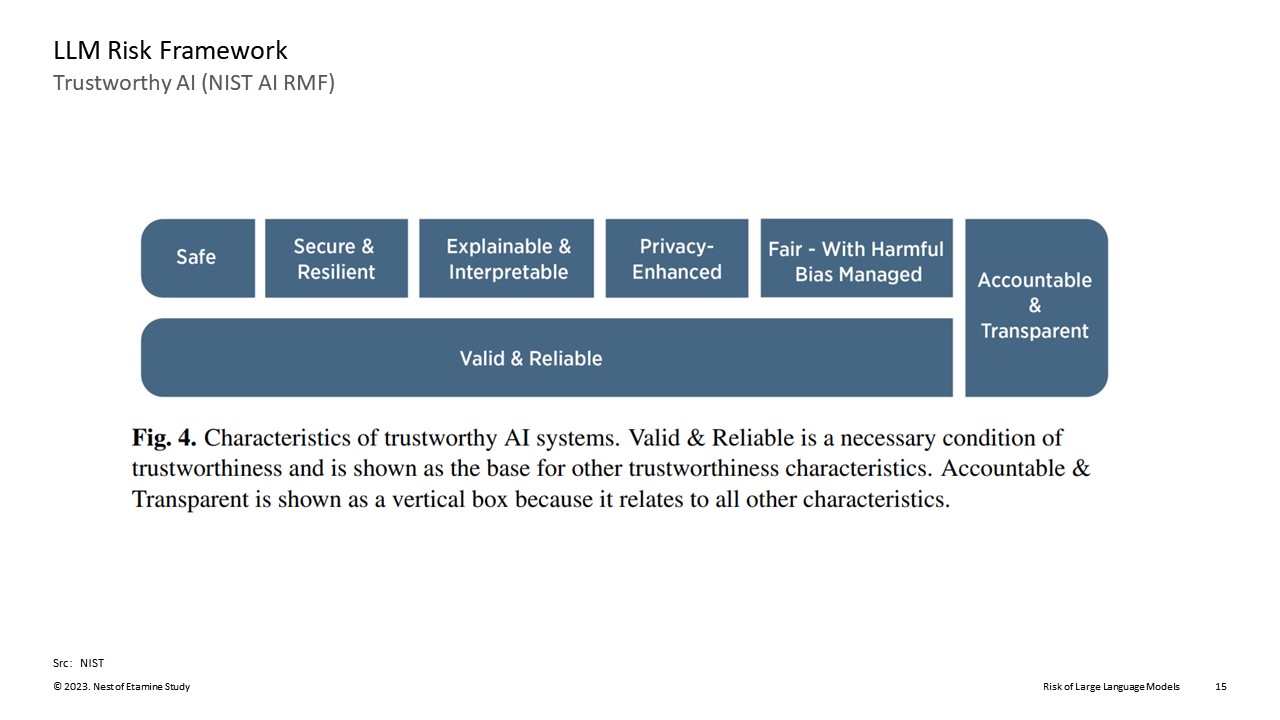 LLM Risk Framework
Trustworthy AI (NIST AI RMF)
Safe
Secure &
Resilient
Explainable &
Interpretable
Privacy-
Enhanced
Fair - With Harmful
Bias Managed
Accountable
&
Transparent
Valid & Reliable
Fig. 4. Characteristics of trustworthy AI systems. Valid & Reliable is a necessary condition of
trustworthiness and is shown as the base for other trustworthiness characteristics. Accountable &
Transparent is shown as a vertical box because it relates to all other characteristics.
Src: NIST
© 2023. Nest of Etamine Study
Risk of Large Language Models
15